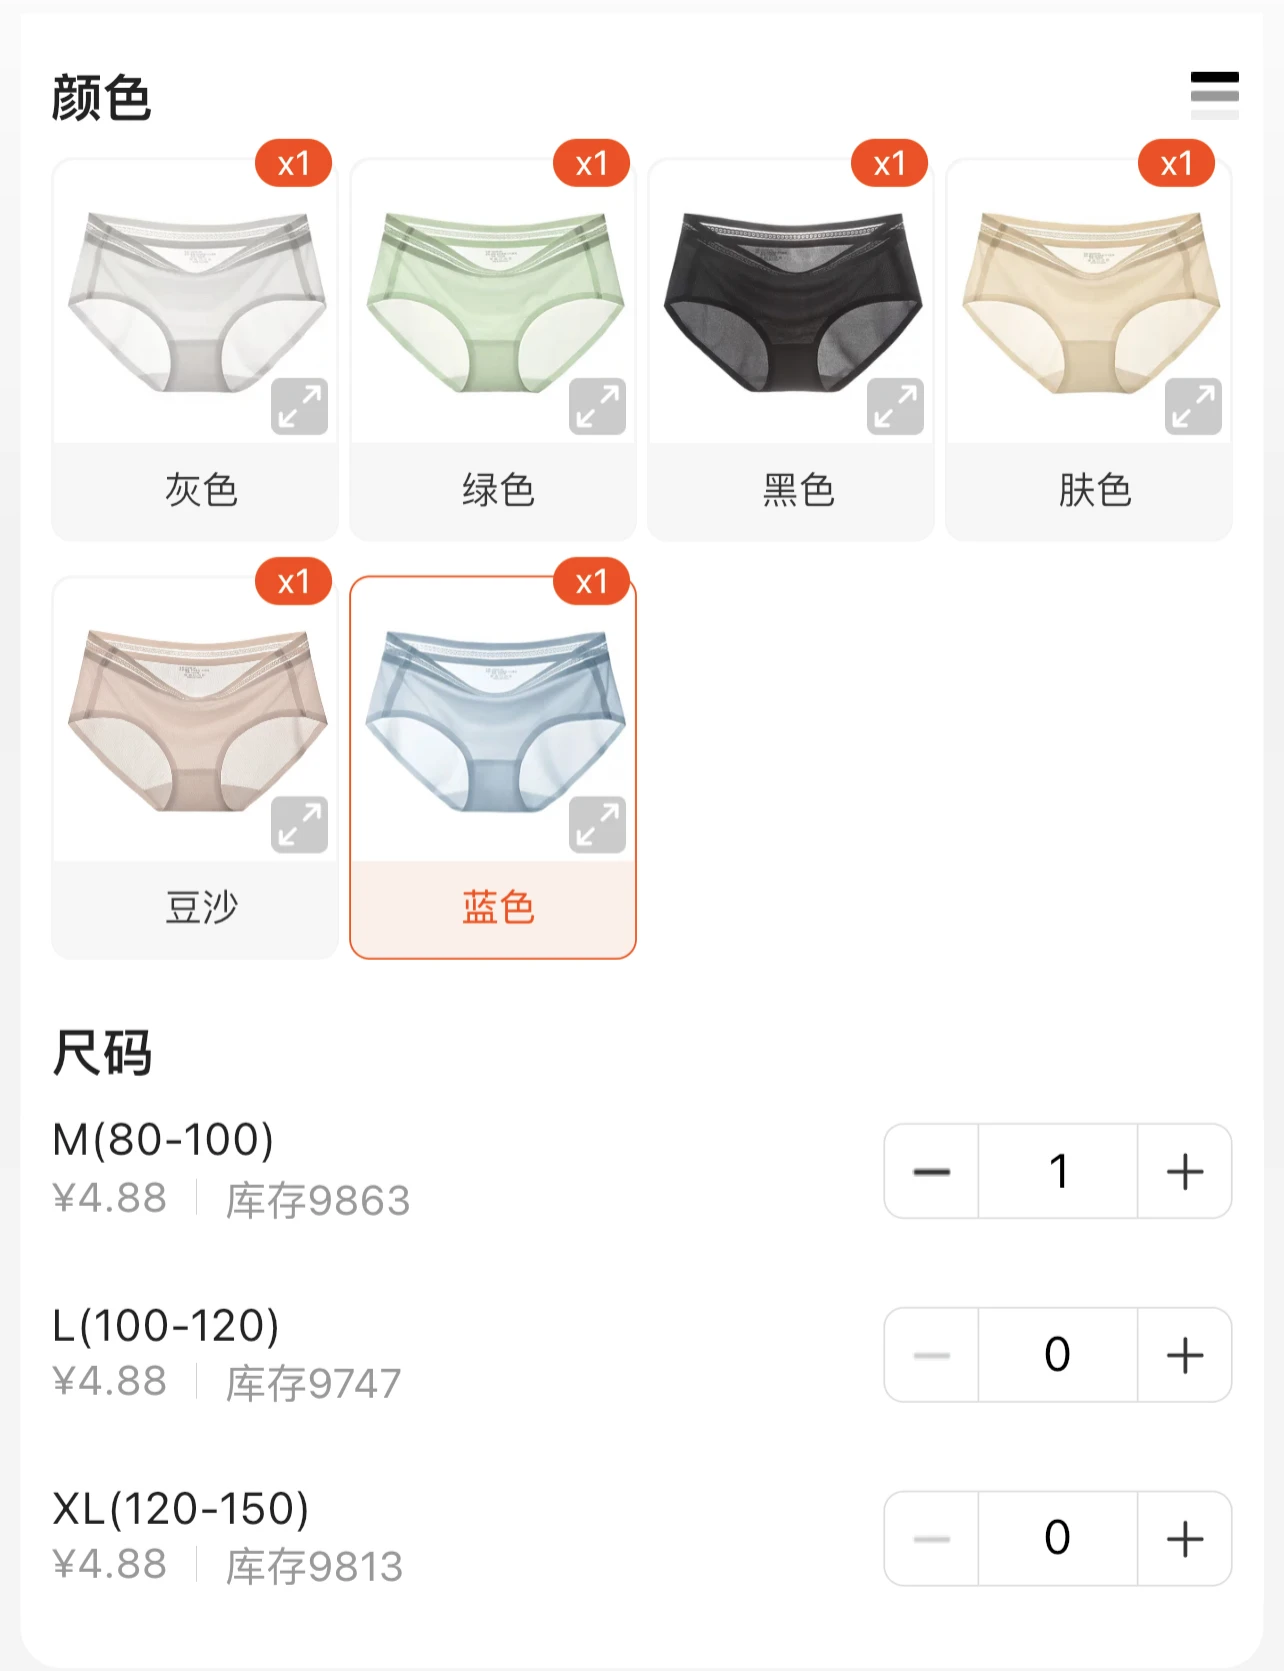 颜色
x1
x1
x1
x1
灰色
绿色
黑色
肤色
x1
x1
豆沙
蓝色
尺码
M(80-100)
¥4.88 库存9863
1
L(100-120)
¥4.88 库存9747
0
XL(120-150)
¥4.88 库存9813
0